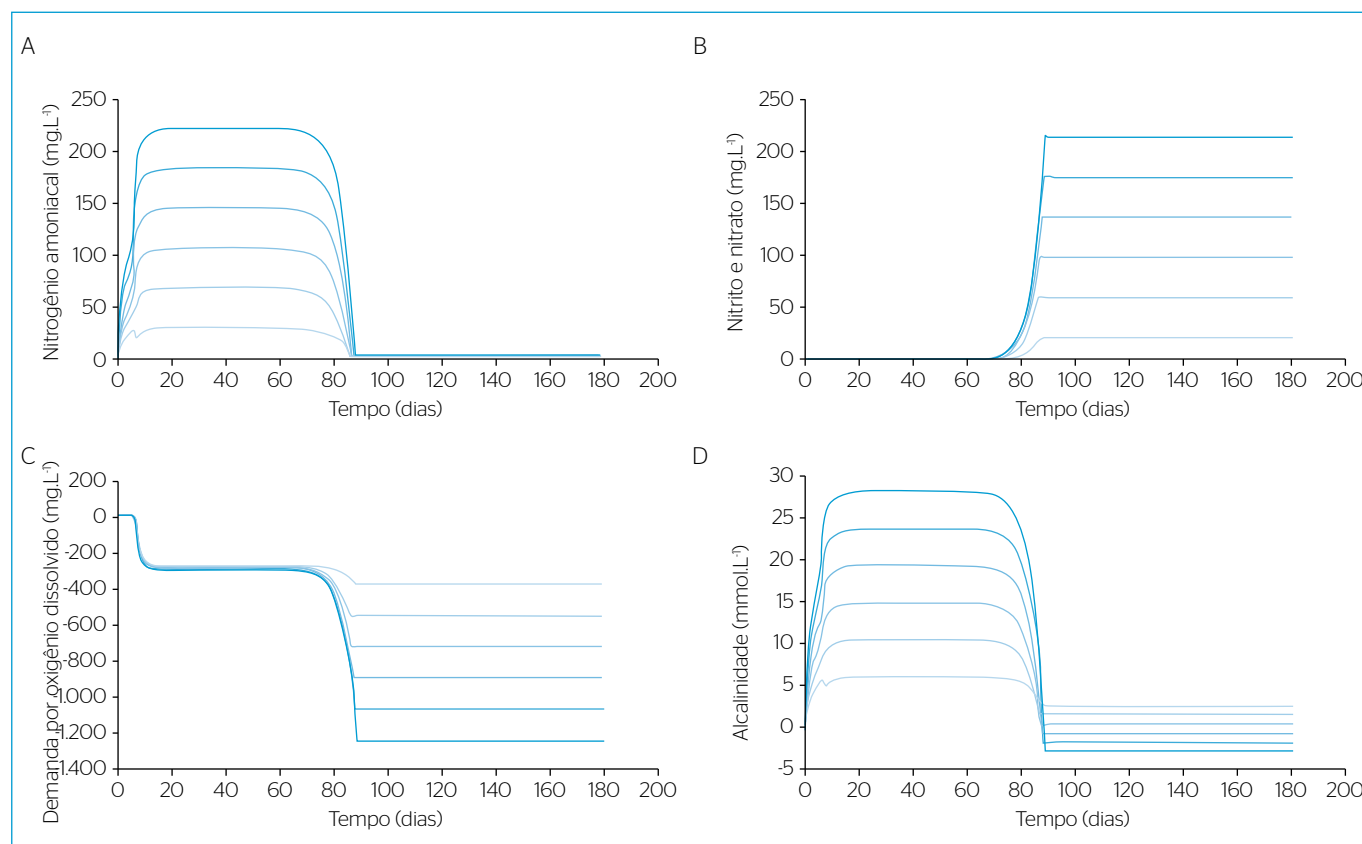 A
Nitrogênio amoniacal (mg.L-1)
250
200
150
100
50
0
0 20 40 60 80 100 120 140 160 180 200
Tempo (dias)
B
Nitrito e nitrato (mg.L-1)
250
200
150
100
50
0
0 20 40 60 80 100 120 140 160 180 200
Tempo (dias)
C
Demanda por oxigênio dissolvido (mg.L-1)
200
0
-200
-400
-600
-800
1.000
1.200
1.400
0 20 40 60 80 100 120 140 160 180 200
Tempo (dias)
D
Alcalinidade (mmol.L-1)
30
25
20
15
10
5
0
-5
0 20 40 60 80 100 120 140 160 180 200
Tempo (dias)